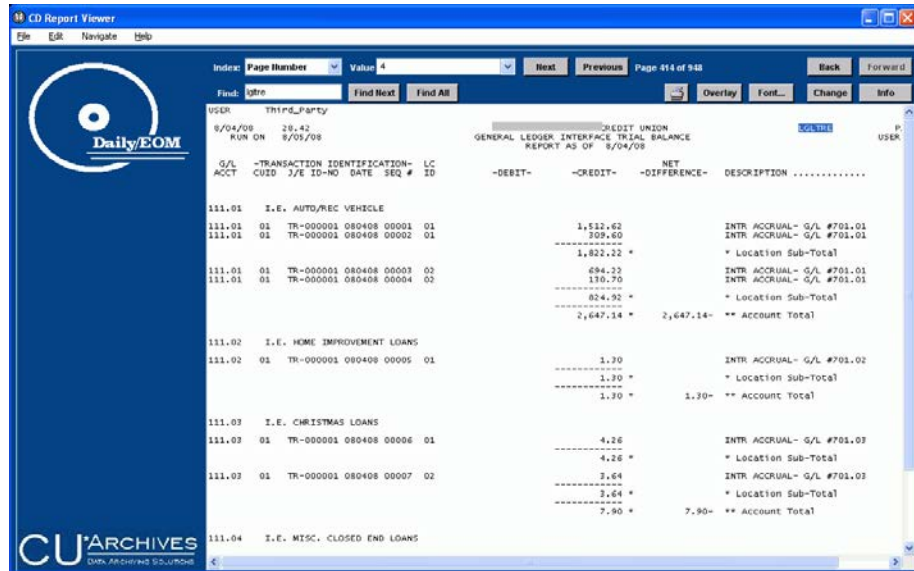 CD Report Viewer
File Edit Navigate Help
Index: Page Number Value 4 Next Previous Page 414 of 948 Back Forward
Find: lgltre Find Next Find All Overlay Font... Change Info
Daily/EOM
USER Third_Party
8/04/08 20.42 CREDIT UNION LGLTRE P
RUN ON 8/05/08 GENERAL LEDGER INTERFACE TRIAL BALANCE USER
REPORT AS OF 8/04/08
G/L -TRANSACTION IDENTIFICATION- LC NET
ACCT CUID J/E ID-NO DATE SEQ # ID -DEBIT- -CREDIT- -DIFFERENCE- DESCRIPTION .............
111.01 I.E. AUTO/REC VEHICLE
111.01 01 TR-000001 080408 00001 01 1,512.62 INTR ACCRUAL- G/L #701.01
111.01 01 TR-000001 080408 00002 01 309.60 INTR ACCRUAL- G/L #701.01
------------
1,822.22 * * Location Sub-Total
111.01 01 TR-000001 080408 00003 02 694.22 INTR ACCRUAL- G/L #701.01
111.01 01 TR-000001 080408 00004 02 130.70 INTR ACCRUAL- G/L #701.01
------------
824.92 * * Location Sub-Total
------------
2,647.14 * 2,647.14- ** Account Total
111.02 I.E. HOME IMPROVEMENT LOANS
111.02 01 TR-000001 080408 00005 01 1.30 INTR ACCRUAL- G/L #701.02
------------
1.30 * * Location Sub-Total
------------
1.30 * 1.30- ** Account Total
111.03 I.E. CHRISTMAS LOANS
111.03 01 TR-000001 080408 00006 01 4.26 INTR ACCRUAL- G/L #701.03
------------
4.26 * * Location Sub-Total
111.03 01 TR-000001 080408 00007 02 3.64 INTR ACCRUAL- G/L #701.03
------------
3.64 * * Location Sub-Total
------------
7.90 * 7.90- ** Account Total
111.04 I.E. MISC. CLOSED END LOANS
CU*ARCHIVES
DATA ARCHIVING SOLUTIONS